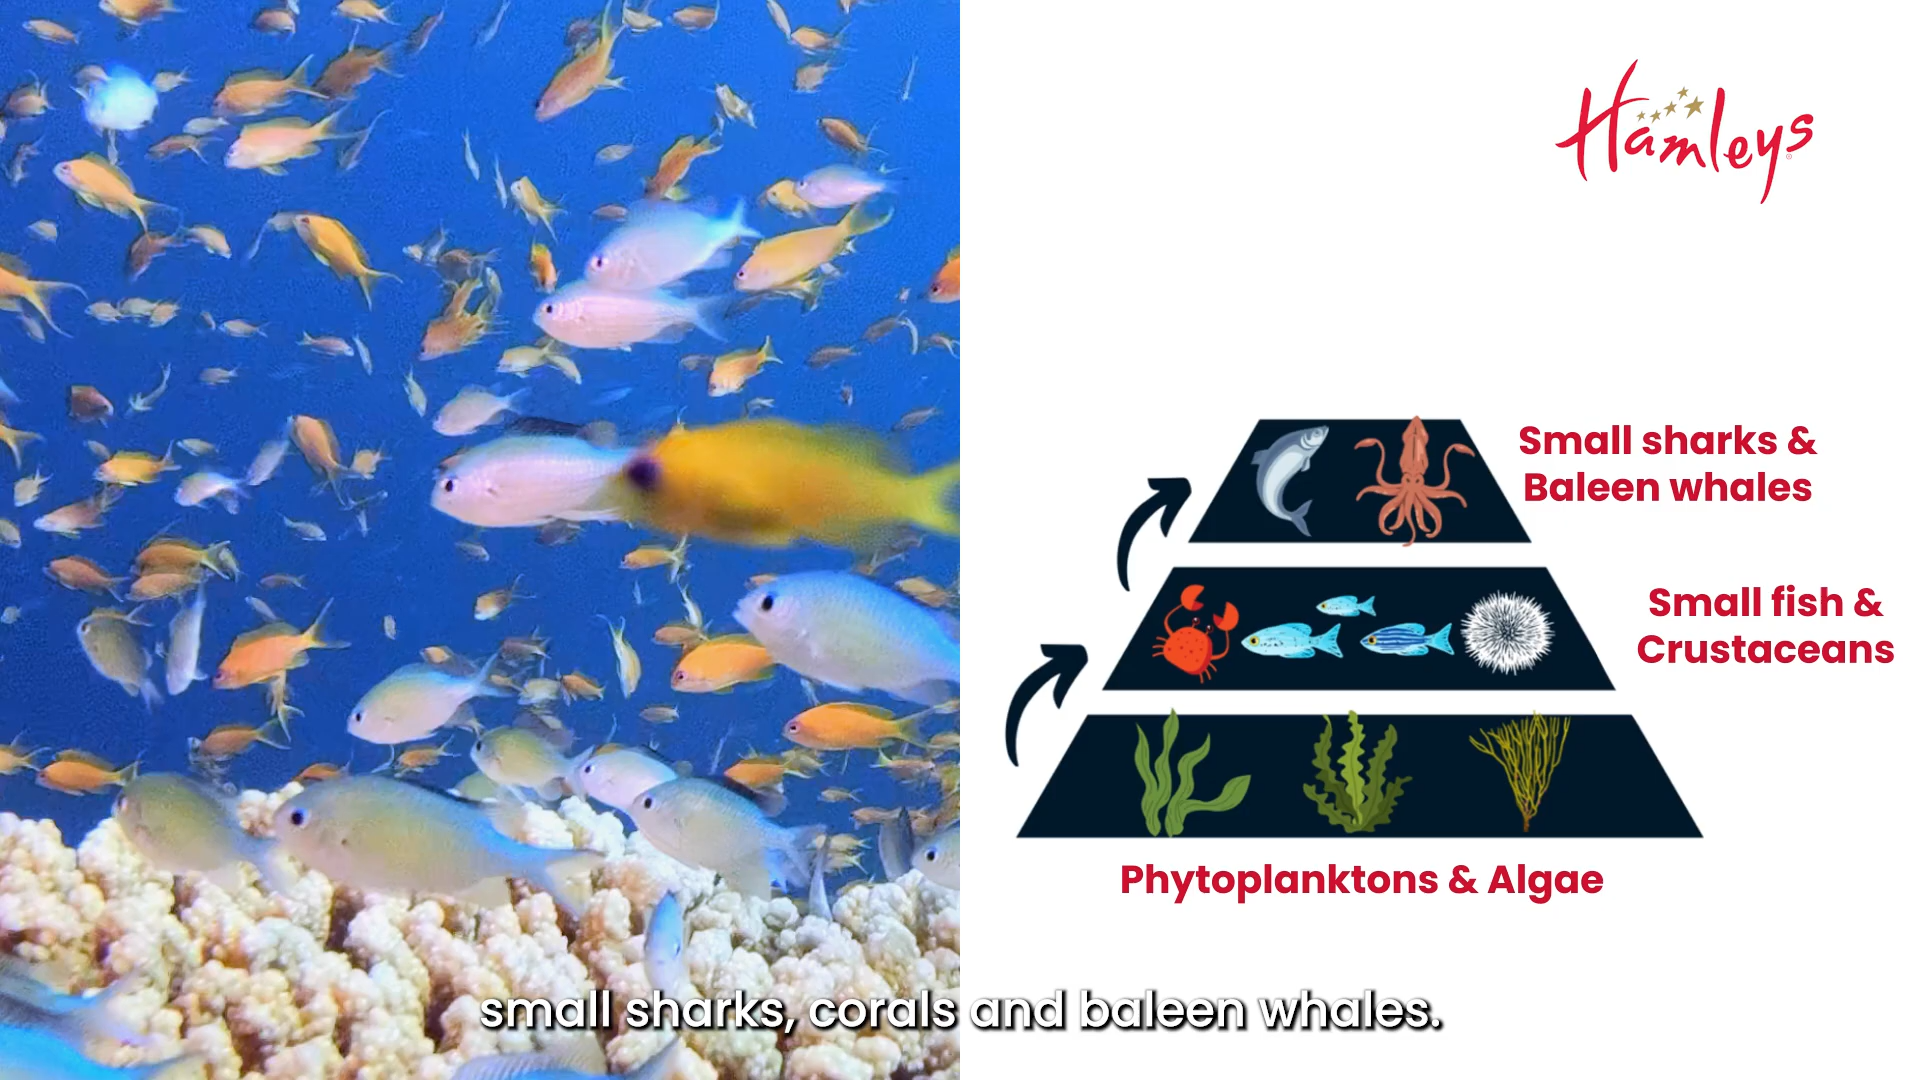 Hamleys
Small sharks &
Baleen whales
Small fish &
Crustaceans
Phytoplanktons & Algae
small sharks, corals and baleen whales.